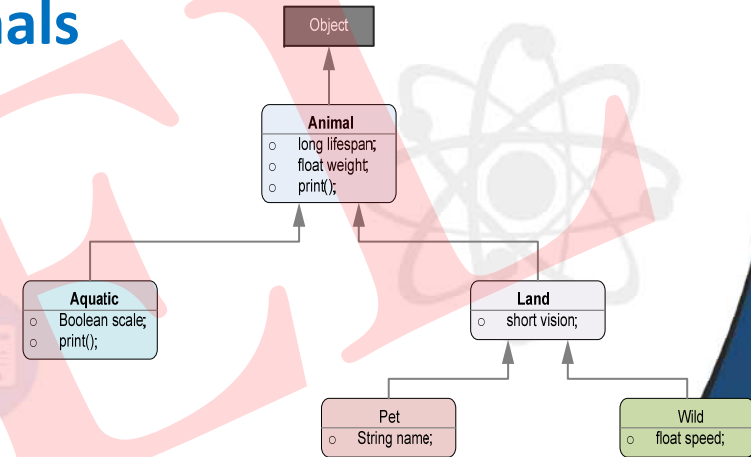 nals
Object
Animal
○ long lifespan;
○ float weight;
○ print();
Aquatic
○ Boolean scale;
○ print();
Land
○ short vision;
Pet
○ String name;
Wild
○ float speed;